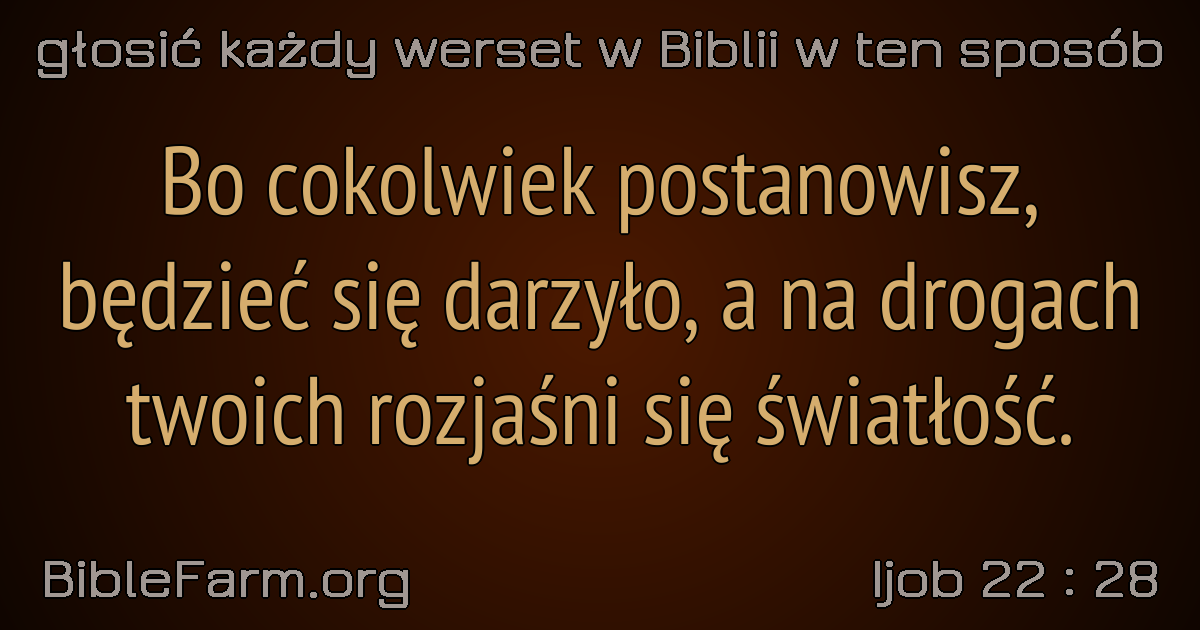 głosić każdy werset w Biblii w ten sposób
Bo cokolwiek postanowisz,
będzieć się darzyło, a na drogach
twoich rozjaśni się światłość.
BibleFarm.org
Ijob 22 : 28